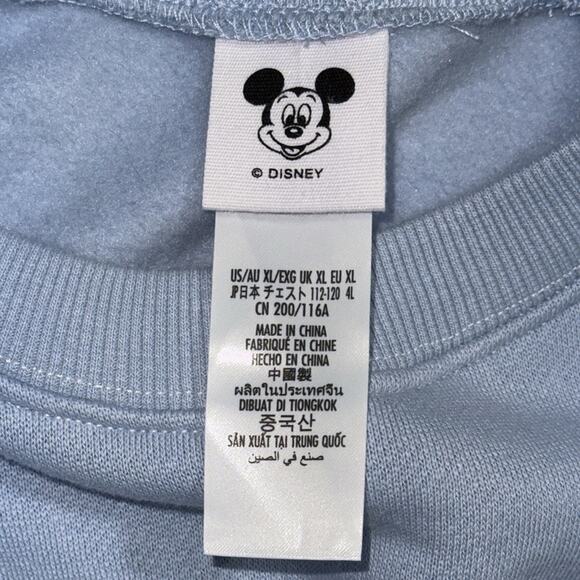 © DISNEY
US/AU XL/EXG UK XL EU XL
JP日本 チェスト 112-120 4L
CN 200/116A
MADE IN CHINA
FABRIQUÉ EN CHINE
HECHO EN CHINA
中國製
ผลิตในประเทศจีน
DIBUAT DI TIONGKOK
중국산
SẢN XUẤT TẠI TRUNG QUỐC
صنع في الصين